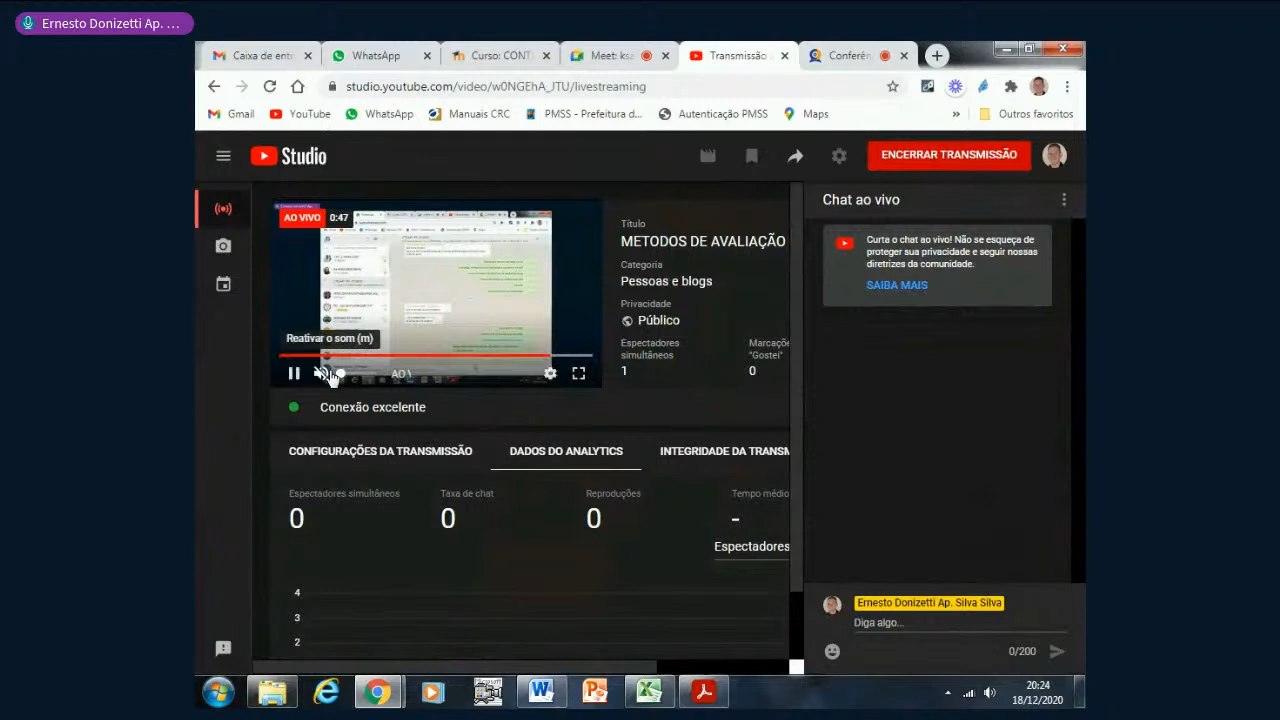 Ernesto Donizetti Ap. ...
Caixa de entr
WhatsApp
Curso: CONT
Meet: ks
Transmissão
Conferên
studio.youtube.com/video/w0NGEhA_JTU/livestreaming
Gmail
YouTube
WhatsApp
Manuais CRC
PMSS - Prefeitura d...
Autenticação PMSS
Maps
»
Outros favoritos
Studio
ENCERRAR TRANSMISSÃO
AO VIVO 0:47
Reativar o som (m)
AO \
Título
METODOS DE AVALIAÇÃO
Categoria
Pessoas e blogs
Privacidade
Público
Espectadores
simultâneos
1
Marcações
"Gostei"
0
Conexão excelente
CONFIGURAÇÕES DA TRANSMISSÃO
DADOS DO ANALYTICS
INTEGRIDADE DA TRANSM
Espectadores simultâneos
0
Taxa de chat
0
Reproduções
0
Tempo médio
-
Espectadores
4
3
2
Chat ao vivo
Curta o chat ao vivo! Não se esqueça de
proteger sua privacidade e seguir nossas
diretrizes da comunidade.
SAIBA MAIS
Ernesto Donizetti Ap. Silva Silva
Diga algo...
0/200
20:24
18/12/2020